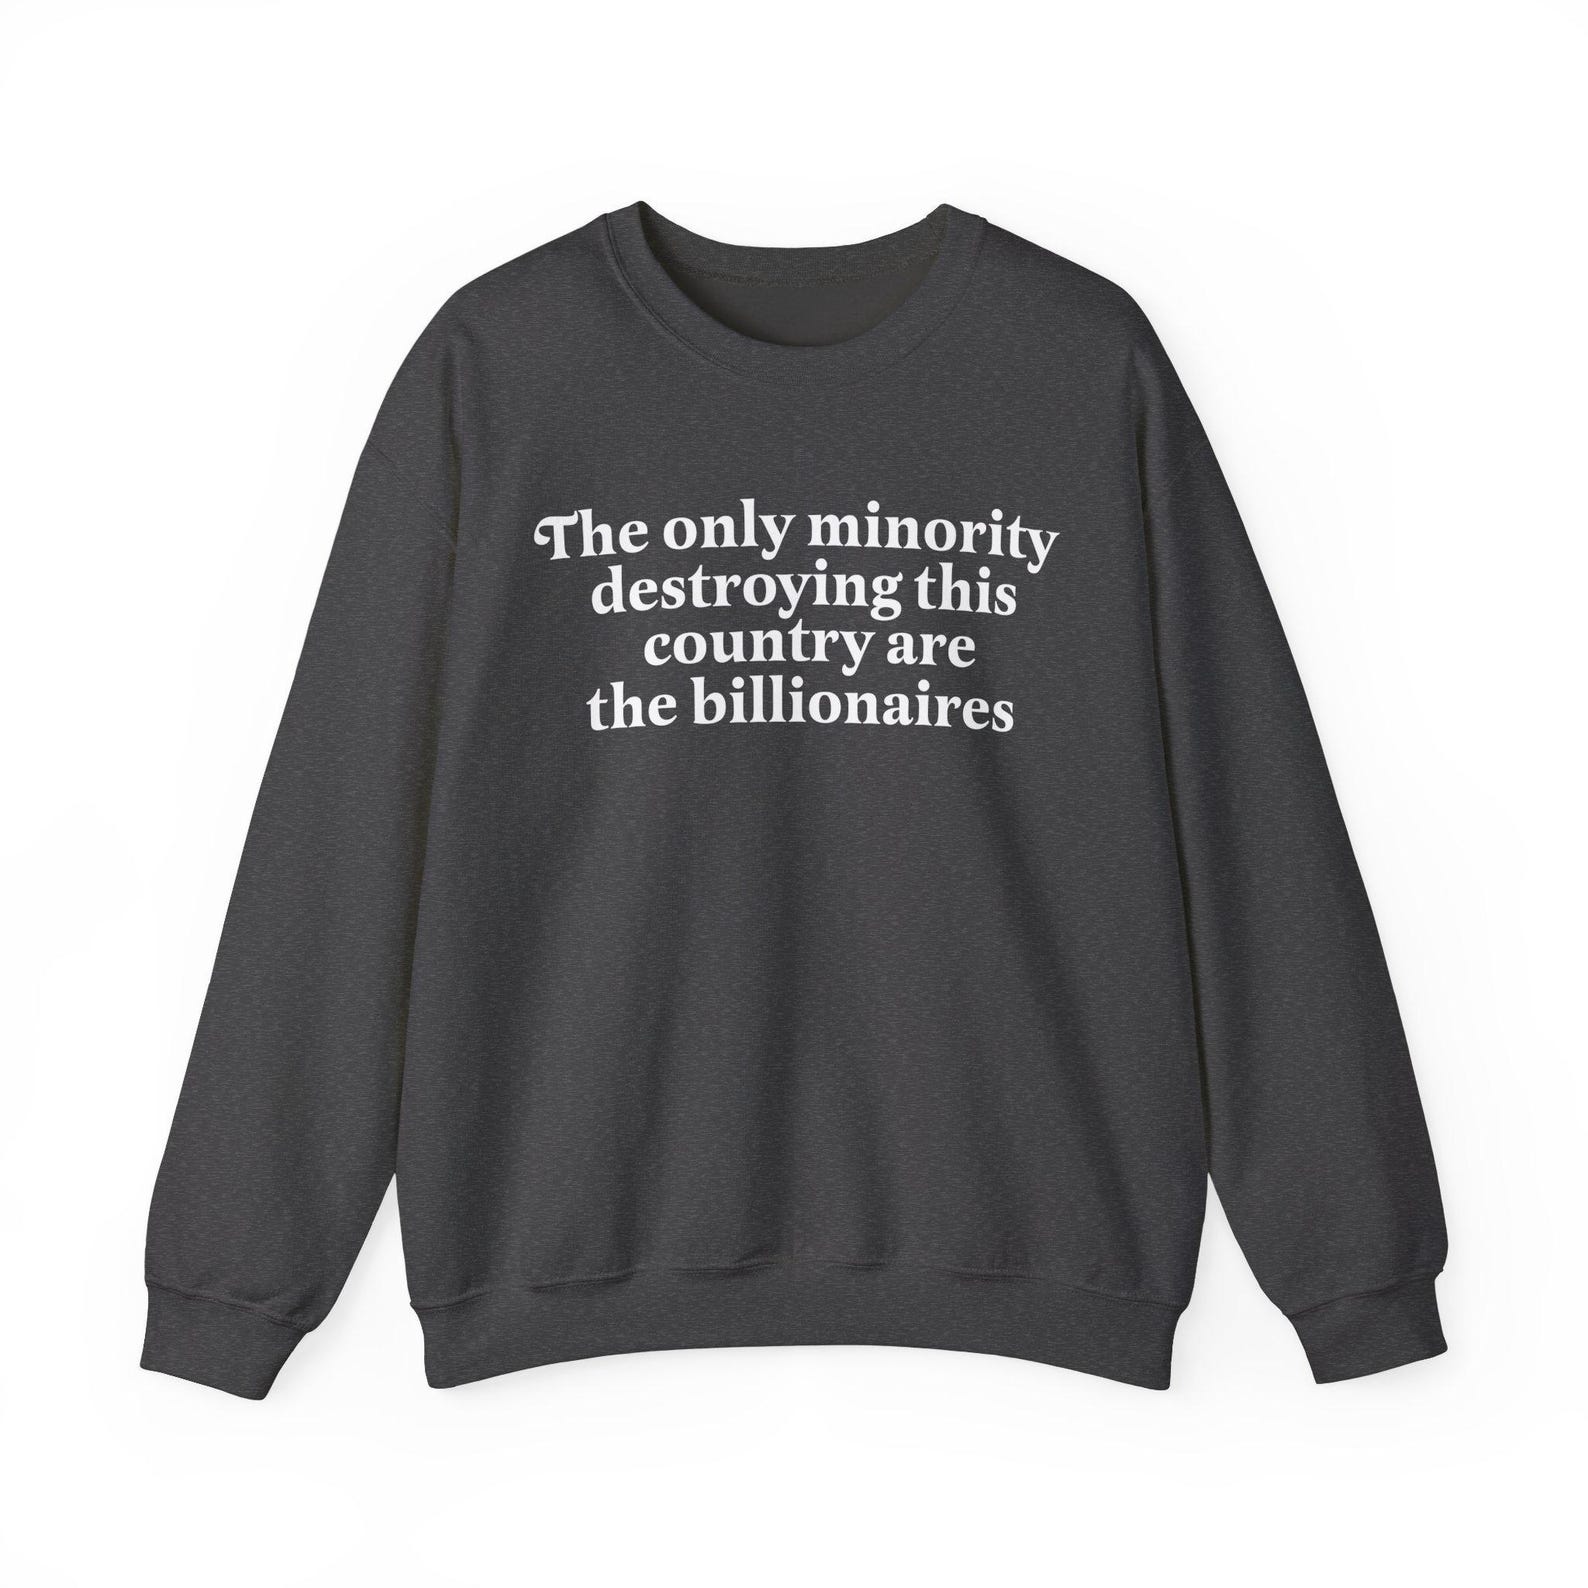 The only minority
destroying this
country are
the billionaires